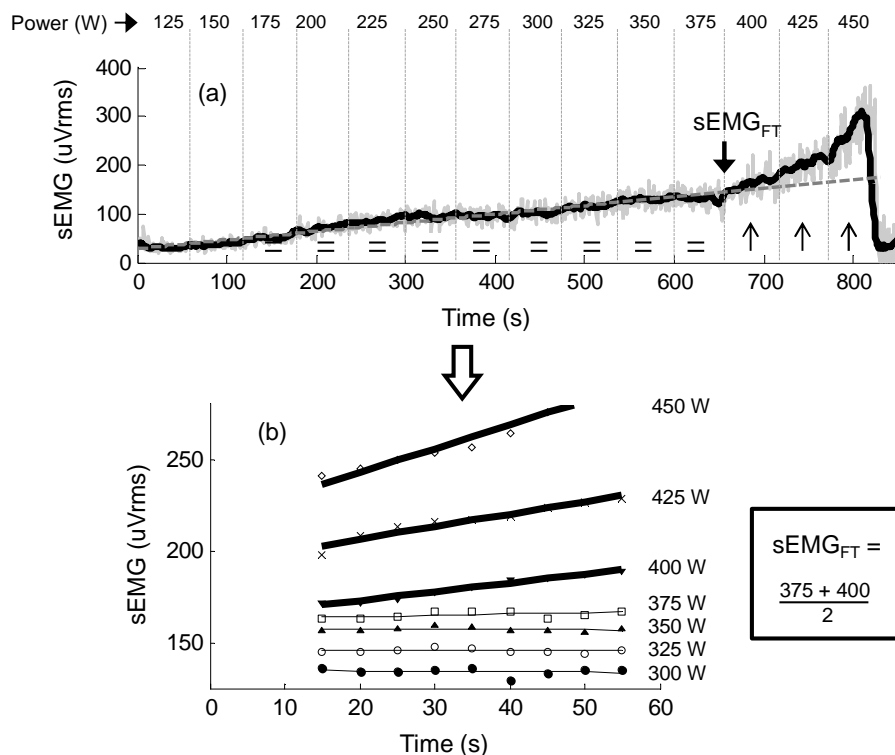 Power (W) → 125 150 175 200 225 250 275 300 325 350 375 400 425 450
(a)
400
300
200
100
0
sEMG (uVrms)
sEMG_FT
= = = = = = = = = ↑ ↑ ↑
0 100 200 300 400 500 600 700 800
Time (s)
(b)
450 W
250
425 W
200
400 W
375 W
350 W
150
325 W
300 W
sEMG (uVrms)
0 10 20 30 40 50 60
Time (s)
sEMG_FT =
375 + 400
2